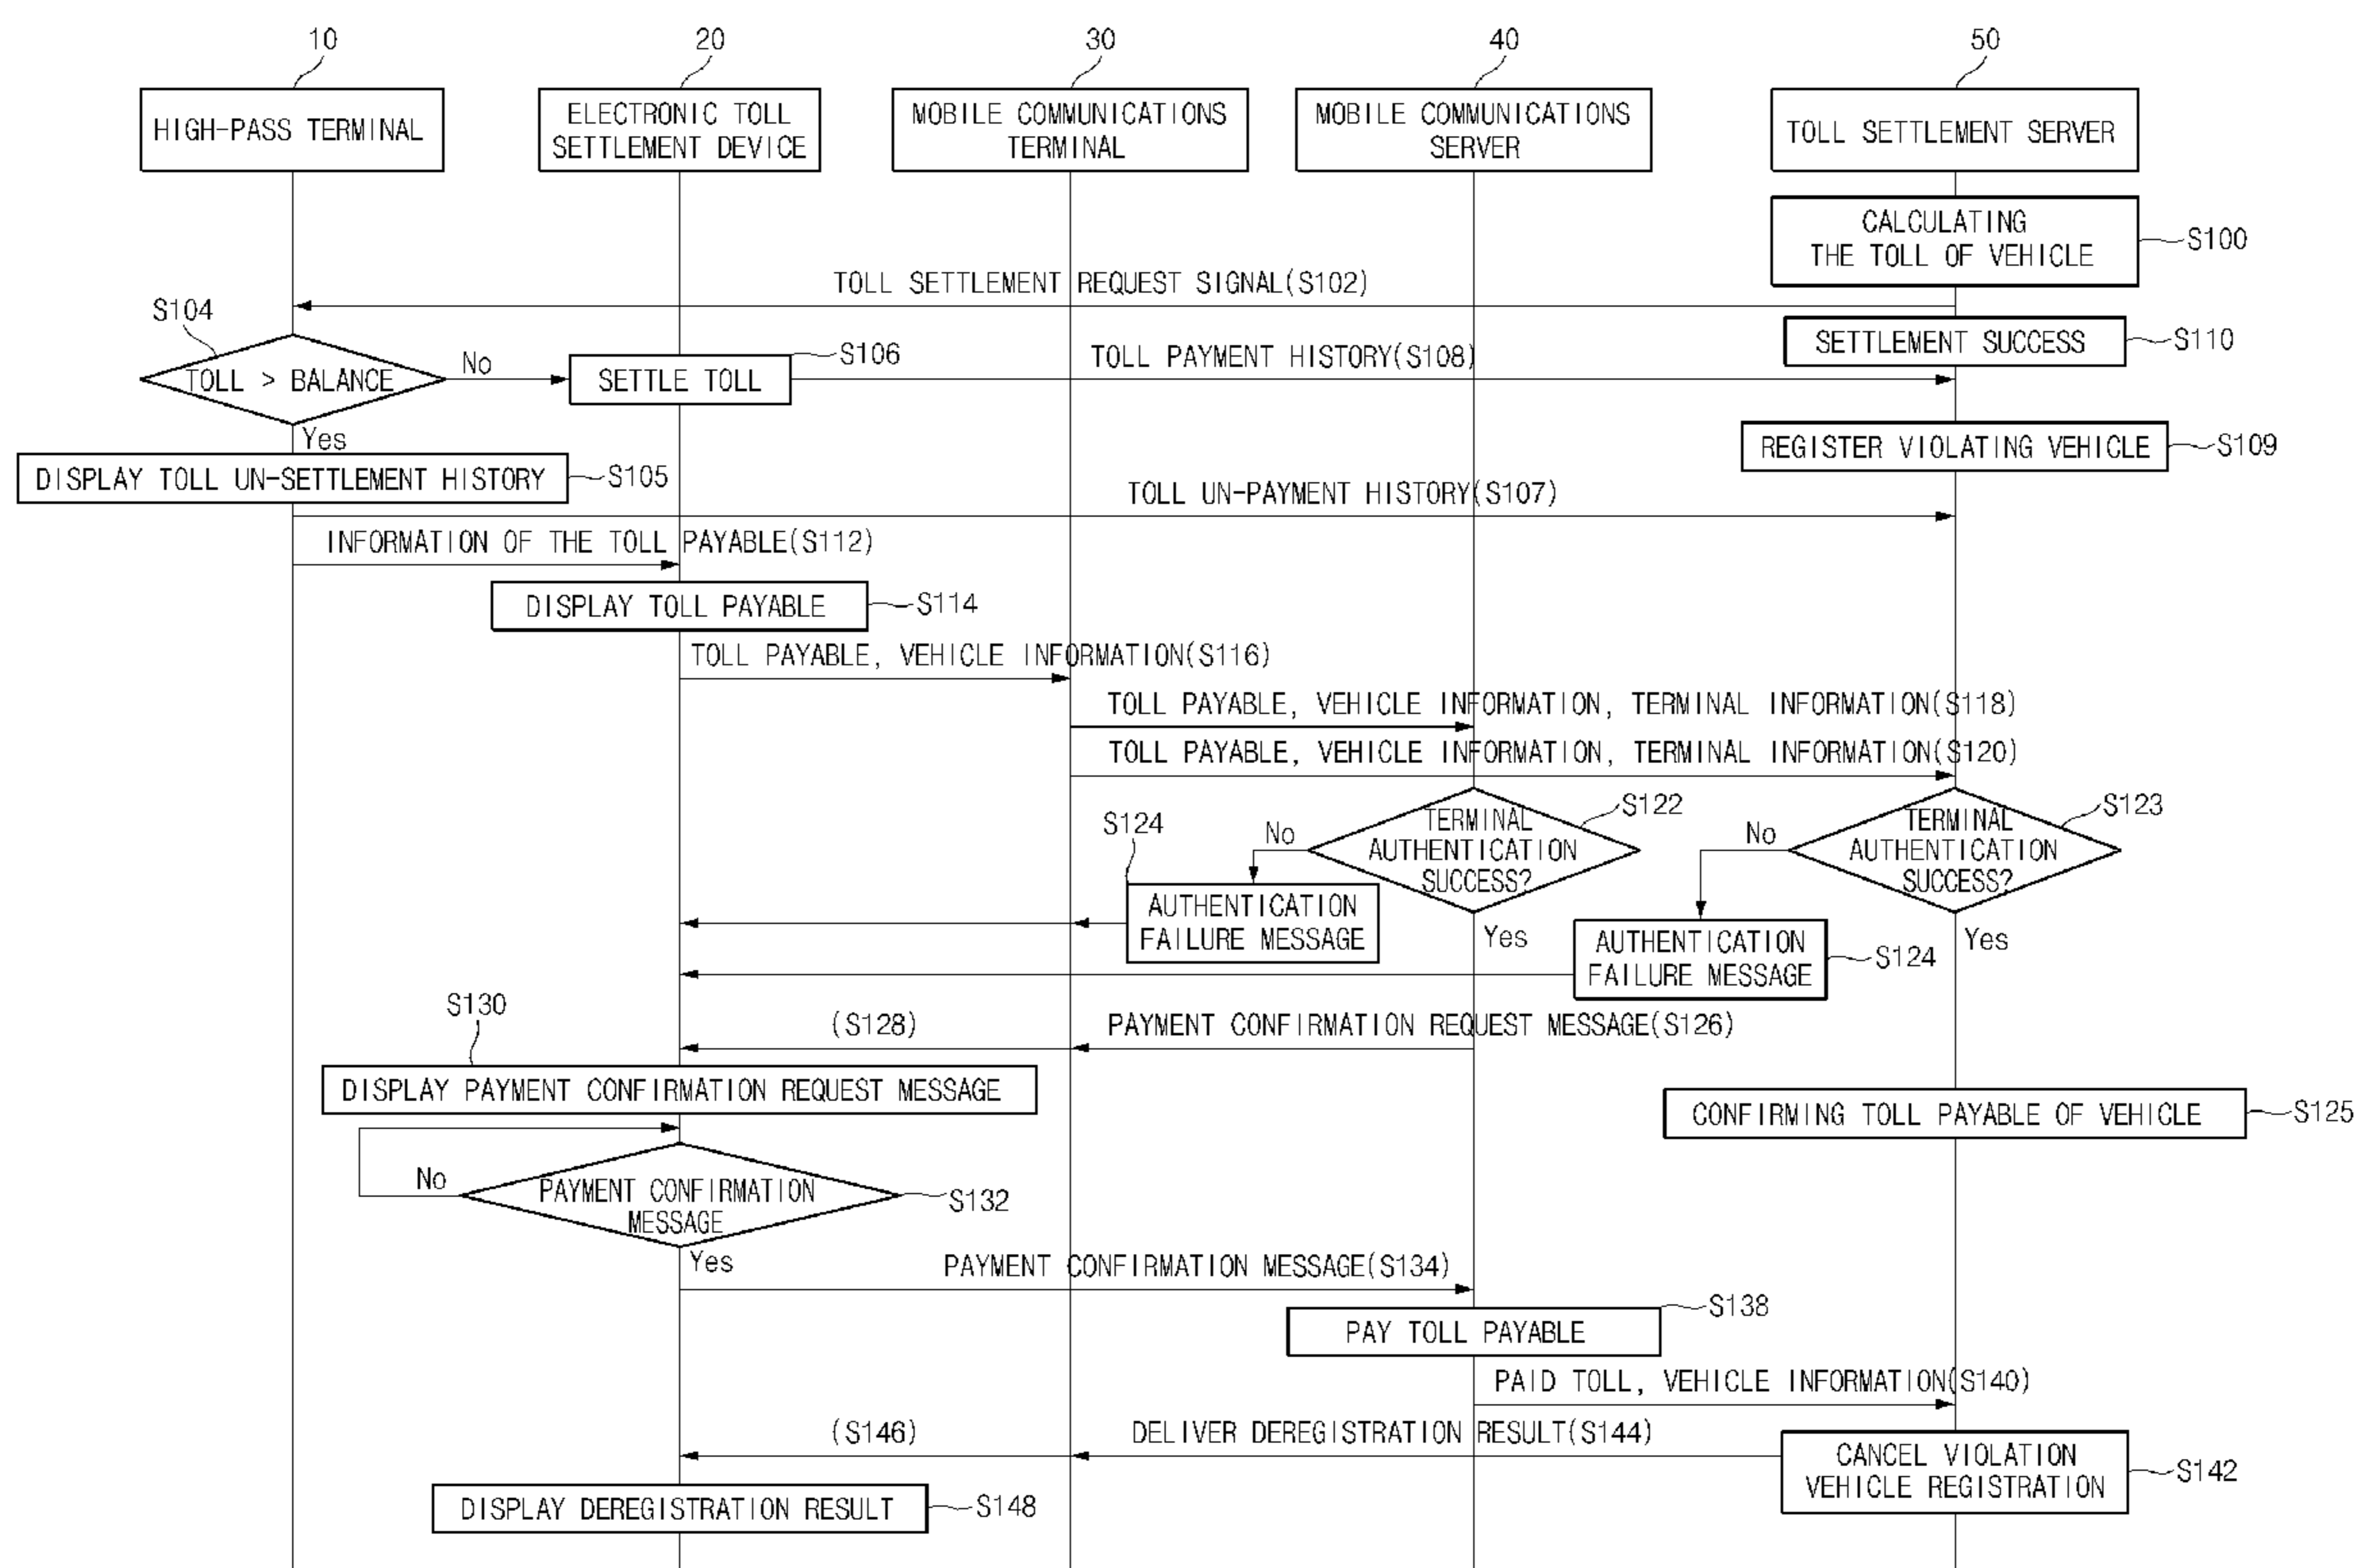 10
20
30
40
50
HIGH-PASS TERMINAL
ELECTRONIC TOLL
SETTLEMENT DEVICE
MOBILE COMMUNICATIONS
TERMINAL
MOBILE COMMUNICATIONS
SERVER
TOLL SETTLEMENT SERVER
CALCULATING
THE TOLL OF VEHICLE
S100
TOLL SETTLEMENT REQUEST SIGNAL(S102)
S104
SETTLEMENT SUCCESS
S110
TOLL > BALANCE
No
SETTLE TOLL
S106
TOLL PAYMENT HISTORY(S108)
Yes
REGISTER VIOLATING VEHICLE
S109
DISPLAY TOLL UN-SETTLEMENT HISTORY
S105
TOLL UN-PAYMENT HISTORY(S107)
INFORMATION OF THE TOLL PAYABLE(S112)
DISPLAY TOLL PAYABLE
S114
TOLL PAYABLE, VEHICLE INFORMATION(S116)
TOLL PAYABLE, VEHICLE INFORMATION, TERMINAL INFORMATION(S118)
TOLL PAYABLE, VEHICLE INFORMATION, TERMINAL INFORMATION(S120)
S124
No
TERMINAL
AUTHENTICATION
SUCCESS?
S122
No
TERMINAL
AUTHENTICATION
SUCCESS?
S123
AUTHENTICATION
FAILURE MESSAGE
Yes
AUTHENTICATION
FAILURE MESSAGE
S124
Yes
S130
(S128)
PAYMENT CONFIRMATION REQUEST MESSAGE(S126)
DISPLAY PAYMENT CONFIRMATION REQUEST MESSAGE
CONFIRMING TOLL PAYABLE OF VEHICLE
S125
No
PAYMENT CONFIRMATION
MESSAGE
S132
Yes
PAYMENT CONFIRMATION MESSAGE(S134)
PAY TOLL PAYABLE
S138
PAID TOLL, VEHICLE INFORMATION(S140)
(S146)
DELIVER DEREGISTRATION RESULT(S144)
CANCEL VIOLATION
VEHICLE REGISTRATION
S142
DISPLAY DEREGISTRATION RESULT
S148